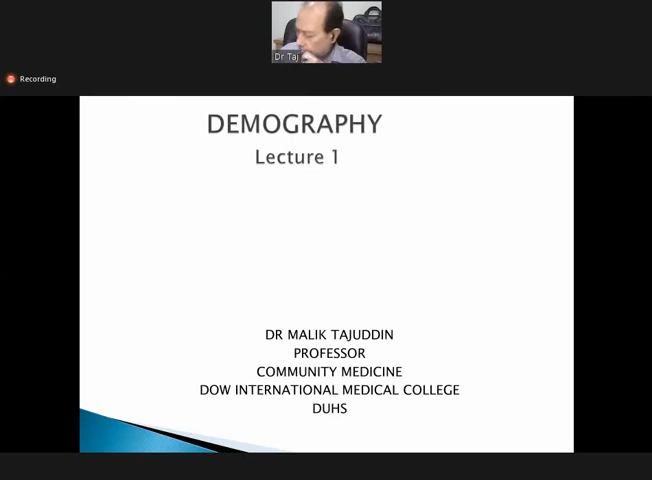 Dr Taj
Recording
DEMOGRAPHY
Lecture 1
DR MALIK TAJUDDIN
PROFESSOR
COMMUNITY MEDICINE
DOW INTERNATIONAL MEDICAL COLLEGE
DUHS